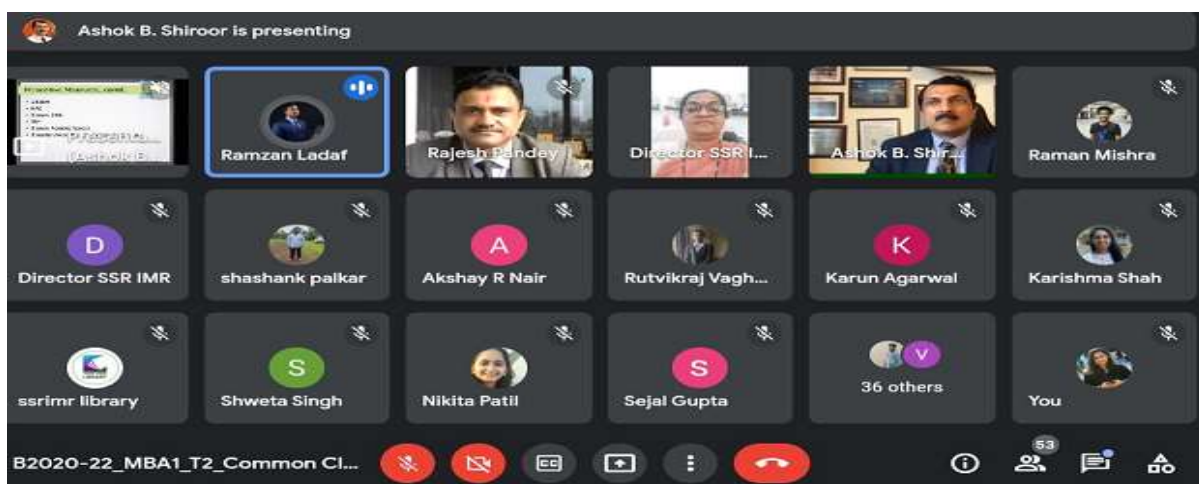 Ashok B. Shiroor is presenting
Ramzan Ladaf
Rajesh Pandey
Director SSR I...
Ashok B. Shir...
Raman Mishra
D
Director SSR IMR
shashank palkar
A
Akshay R Nair
Rutvikraj Vagh...
K
Karun Agarwal
Karishma Shah
ssrimr library
S
Shweta Singh
Nikita Patil
S
Sejal Gupta
V
36 others
You
B2020-22_MBA1_T2_Common Cl...
CC
53